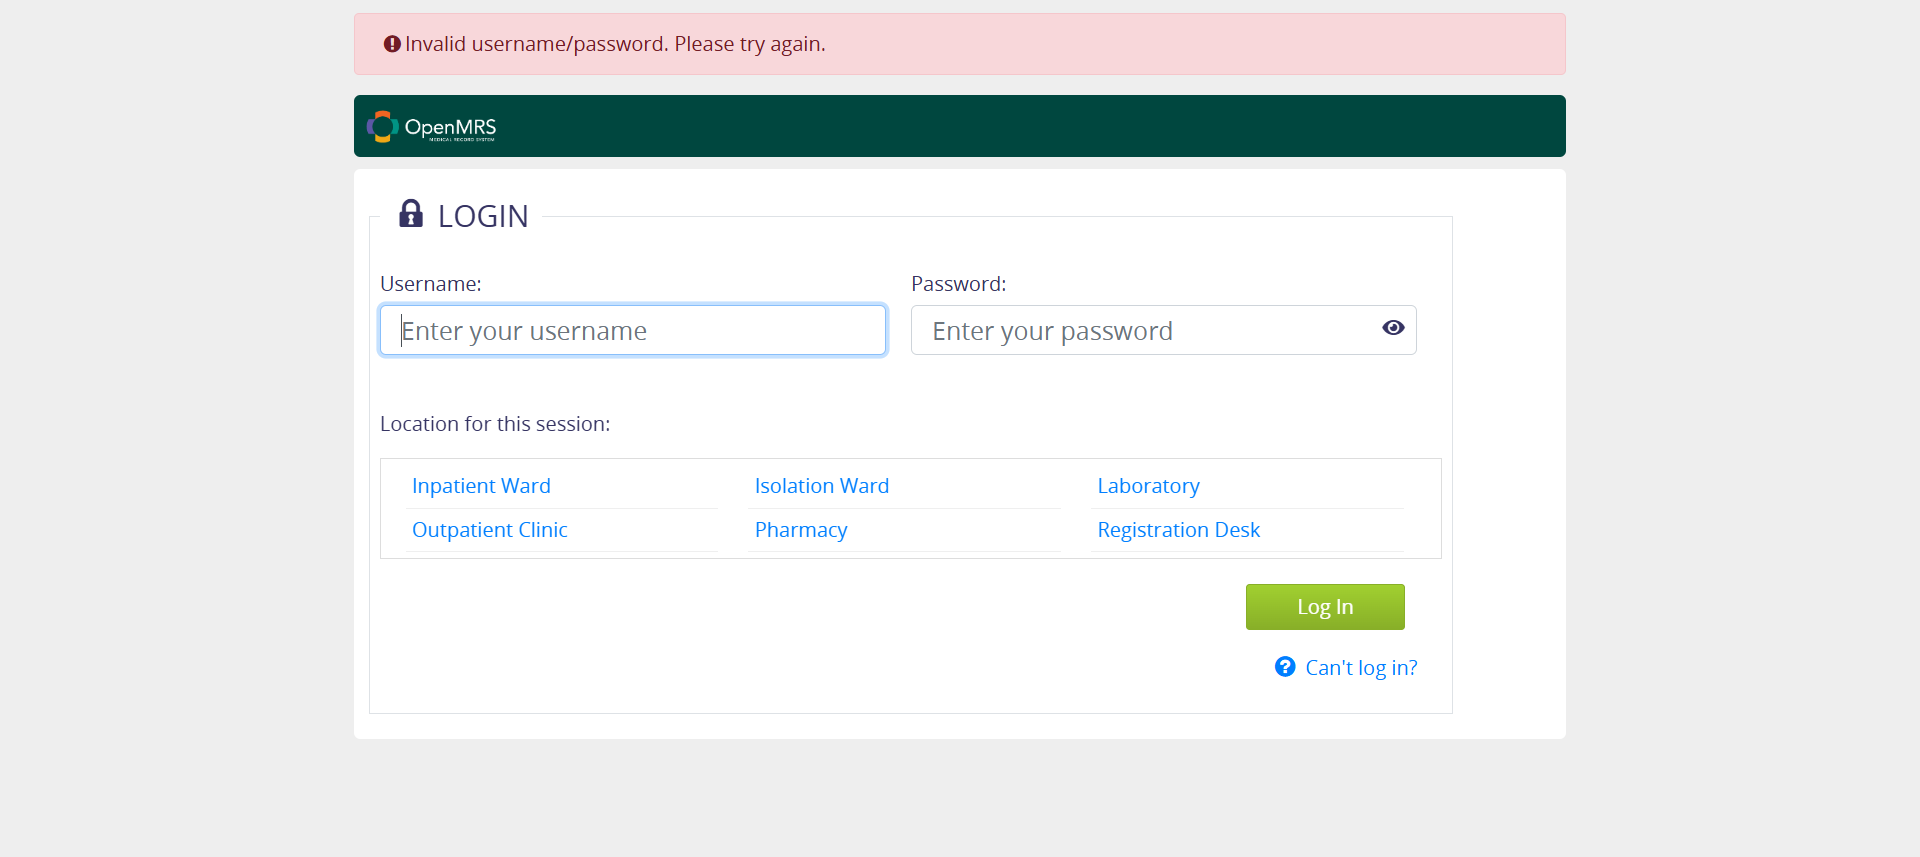 Invalid username/password. Please try again.
OpenMRS
MEDICAL RECORD SYSTEM
LOGIN
Username:
Password:
Enter your username
Enter your password
Location for this session:
Inpatient Ward
Isolation Ward
Laboratory
Outpatient Clinic
Pharmacy
Registration Desk
Log In
Can't log in?